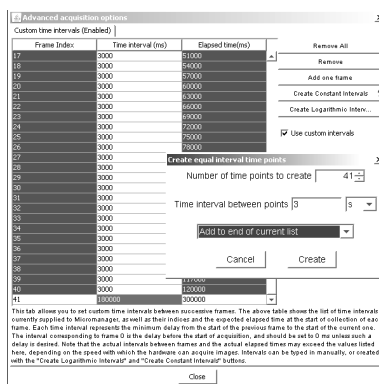 Advanced acquisition options
Custom time intervals (Enabled)
Frame Index Time interval (ms) Elapsed time(ms)
17 3000 51000
18 3000 54000
19 3000 57000
20 3000 60000
21 3000 63000
22 3000 66000
23 3000 69000
24 3000 72000
25 3000 75000
26 3000 78000
27 3000
28 3000
29 3000
30 3000
31 3000
32 3000
33 3000
34 3000
35 3000
36 3000
37 3000
38 3000
39 3000 117000
40 3000 120000
41 180000 300000
Remove All
Remove
Add one frame
Create Constant Intervals
Create Logarithmic Interv...
Use custom intervals
Create equal interval time points
Number of time points to create 41
Time interval between points 3 s
Add to end of current list
Cancel Create
This tab allows you to set custom time intervals between successive frames. The above table shows the list of time intervals
currently supplied to Micromanager, as well as their indices and the expected elapsed time at the start of collection of each
frame. Each time interval represents the minimum delay from the start of the previous frame to the start of the current one.
The interval corresponding to frame 0 is the delay before the start of acquisition, and should be set to 0 ms unless such a
delay is desired. Note that the actual intervals between frames and the actual elapsed times may exceed the values listed
here, depending on the speed with which the hardware can acquire images. Intervals can be typed in manually, or created
with the "Create Logarithmic Intervals" and "Create Constant Intervals" buttons.
Close